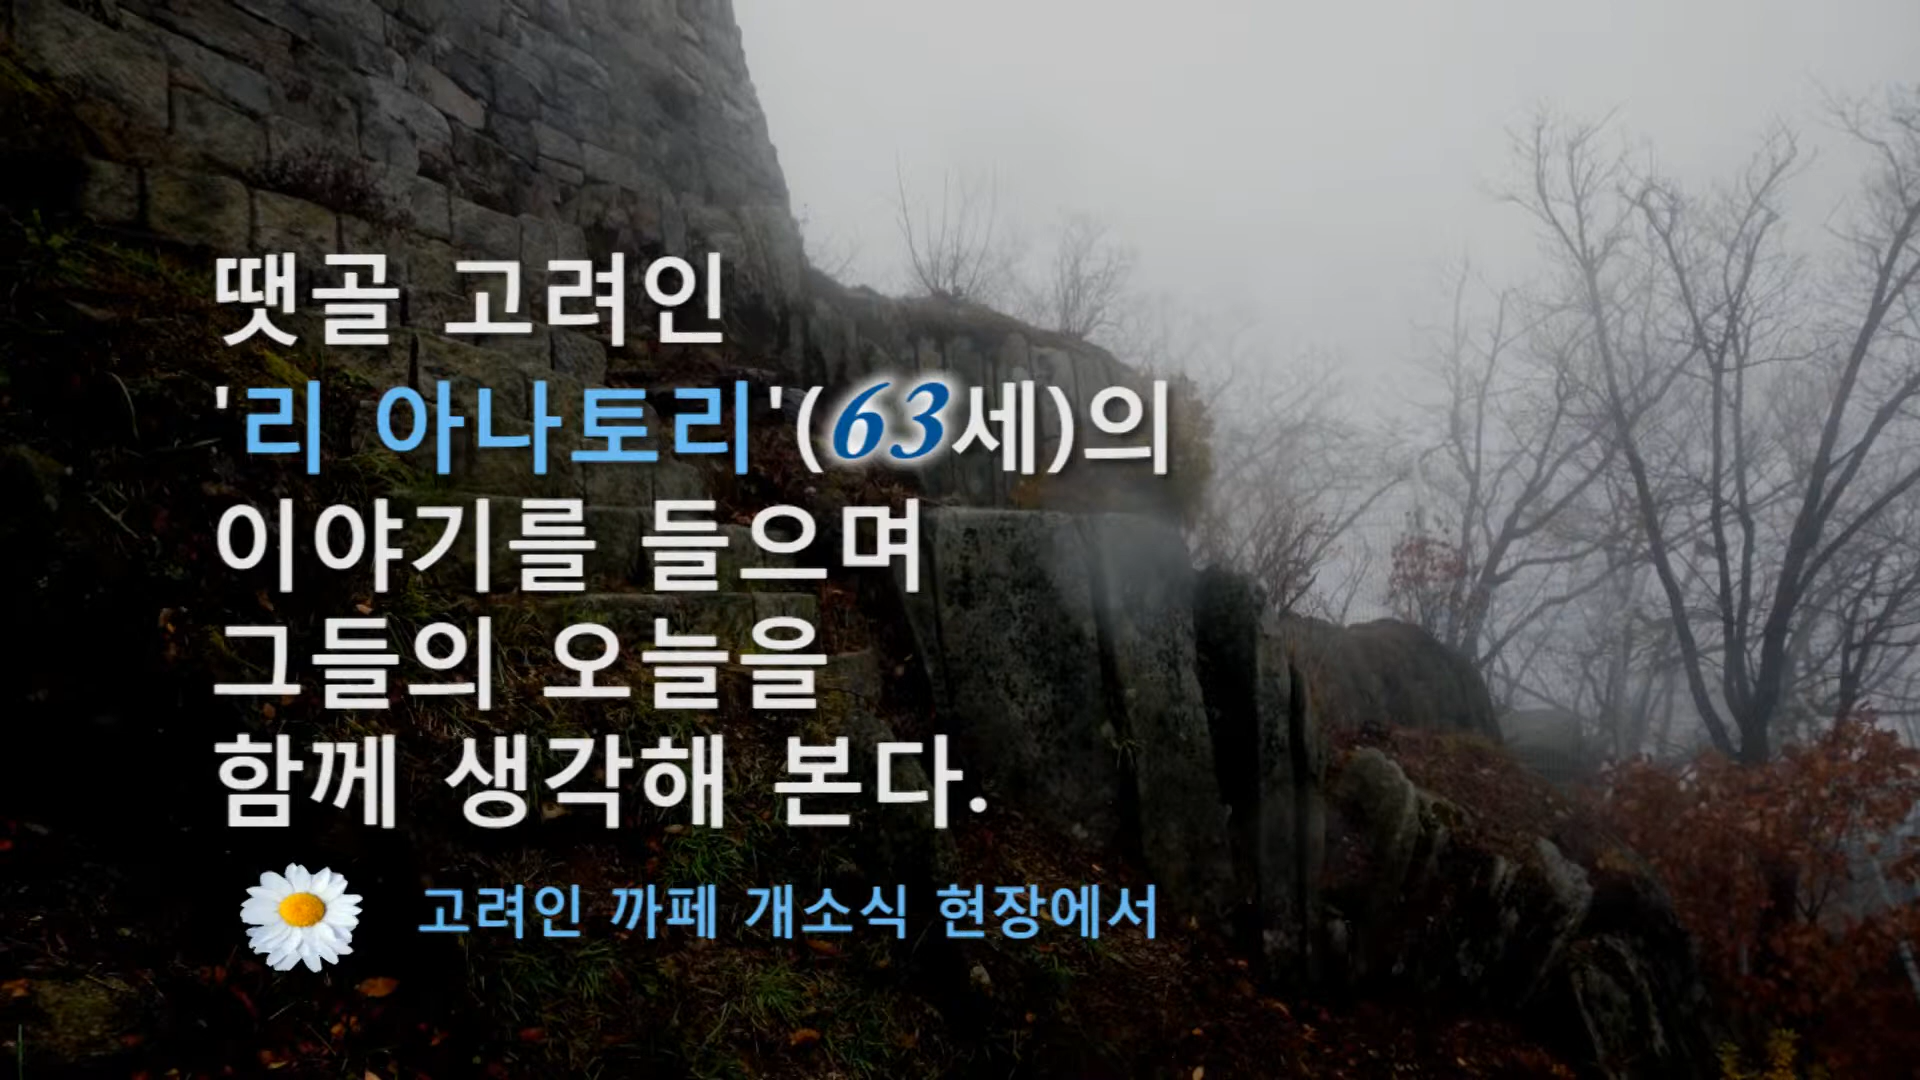 땟골 고려인
'리 아나토리'(63세)의
이야기를 들으며
그들의 오늘을
함께 생각해 본다.
고려인 까페 개소식 현장에서